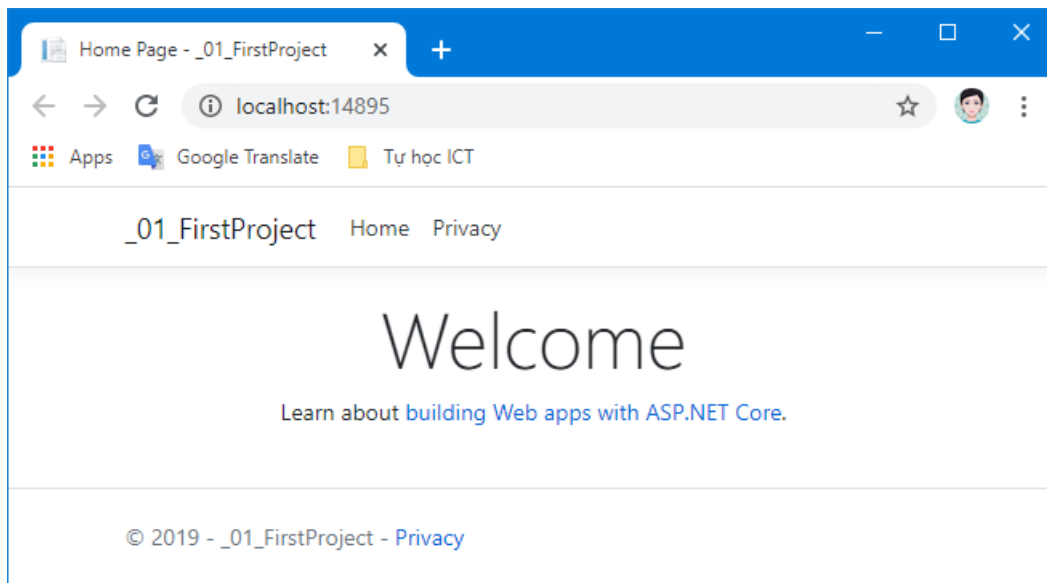 Home Page - _01_FirstProject
localhost:14895
Apps Google Translate Tự học ICT
_01_FirstProject Home Privacy
Welcome
Learn about building Web apps with ASP.NET Core.
© 2019 - _01_FirstProject - Privacy